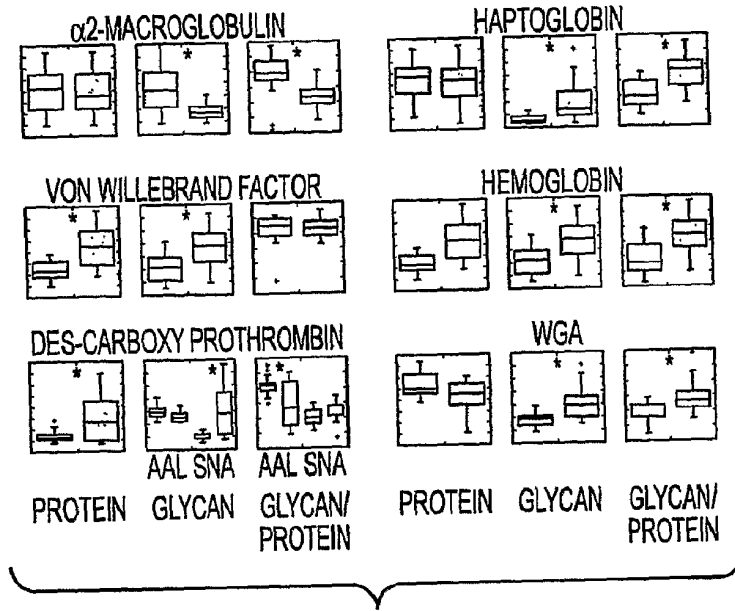 α2-MACROGLOBULIN
HAPTOGLOBIN
* *
* *
VON WILLEBRAND FACTOR
HEMOGLOBIN
* *
* *
DES-CARBOXY PROTHROMBIN
WGA
* * *
* *
AAL SNA AAL SNA
PROTEIN GLYCAN GLYCAN/
PROTEIN
PROTEIN GLYCAN GLYCAN/
PROTEIN